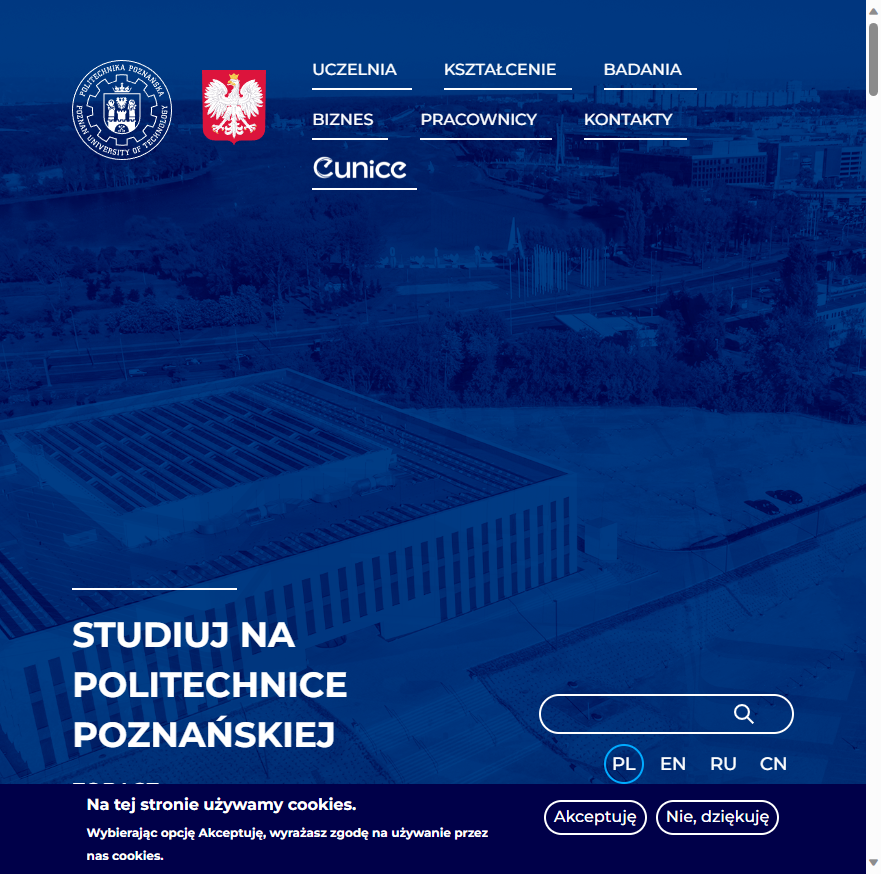 POLITECHNIKA POZNAŃSKA
POZNAN UNIVERSITY OF TECHNOLOGY
UCZELNIA
KSZTAŁCENIE
BADANIA
BIZNES
PRACOWNICY
KONTAKTY
eunice
STUDIUJ NA
POLITECHNICE
POZNAŃSKIEJ
PL EN RU CN
Na tej stronie używamy cookies.
Wybierając opcję Akceptuję, wyrażasz zgodę na używanie przez
nas cookies.
Akceptuję
Nie, dziękuję